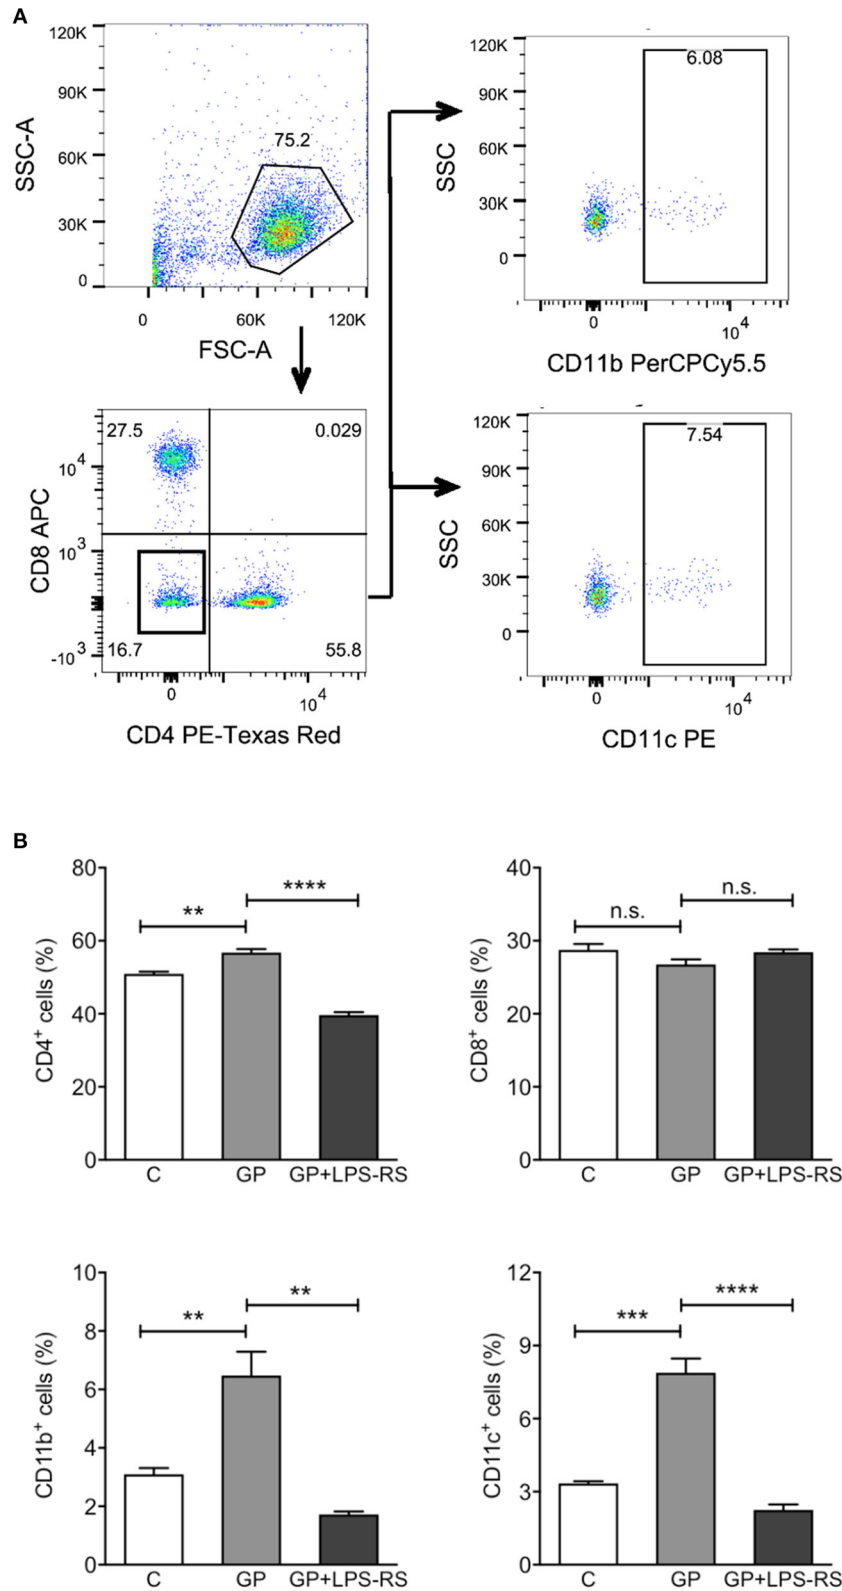 A
120K
90K
60K
30K
0
SSC-A
75.2
0
60K
120K
FSC-A
120K
90K
60K
30K
0
SSC
6.08
0
10^4
CD11b PerCPCy5.5
27.5
0.029
16.7
55.8
10^4
10^3
-10^3
CD8 APC
0
10^4
CD4 PE-Texas Red
120K
90K
60K
30K
0
SSC
7.54
0
10^4
CD11c PE
B
80
60
40
20
0
CD4+ cells (%)
**
****
C
GP
GP+LPS-RS
40
30
20
10
0
CD8+ cells (%)
n.s.
n.s.
C
GP
GP+LPS-RS
10
8
6
4
2
0
CD11b+ cells (%)
**
**
C
GP
GP+LPS-RS
12
9
6
3
0
CD11c+ cells (%)
***
****
C
GP
GP+LPS-RS